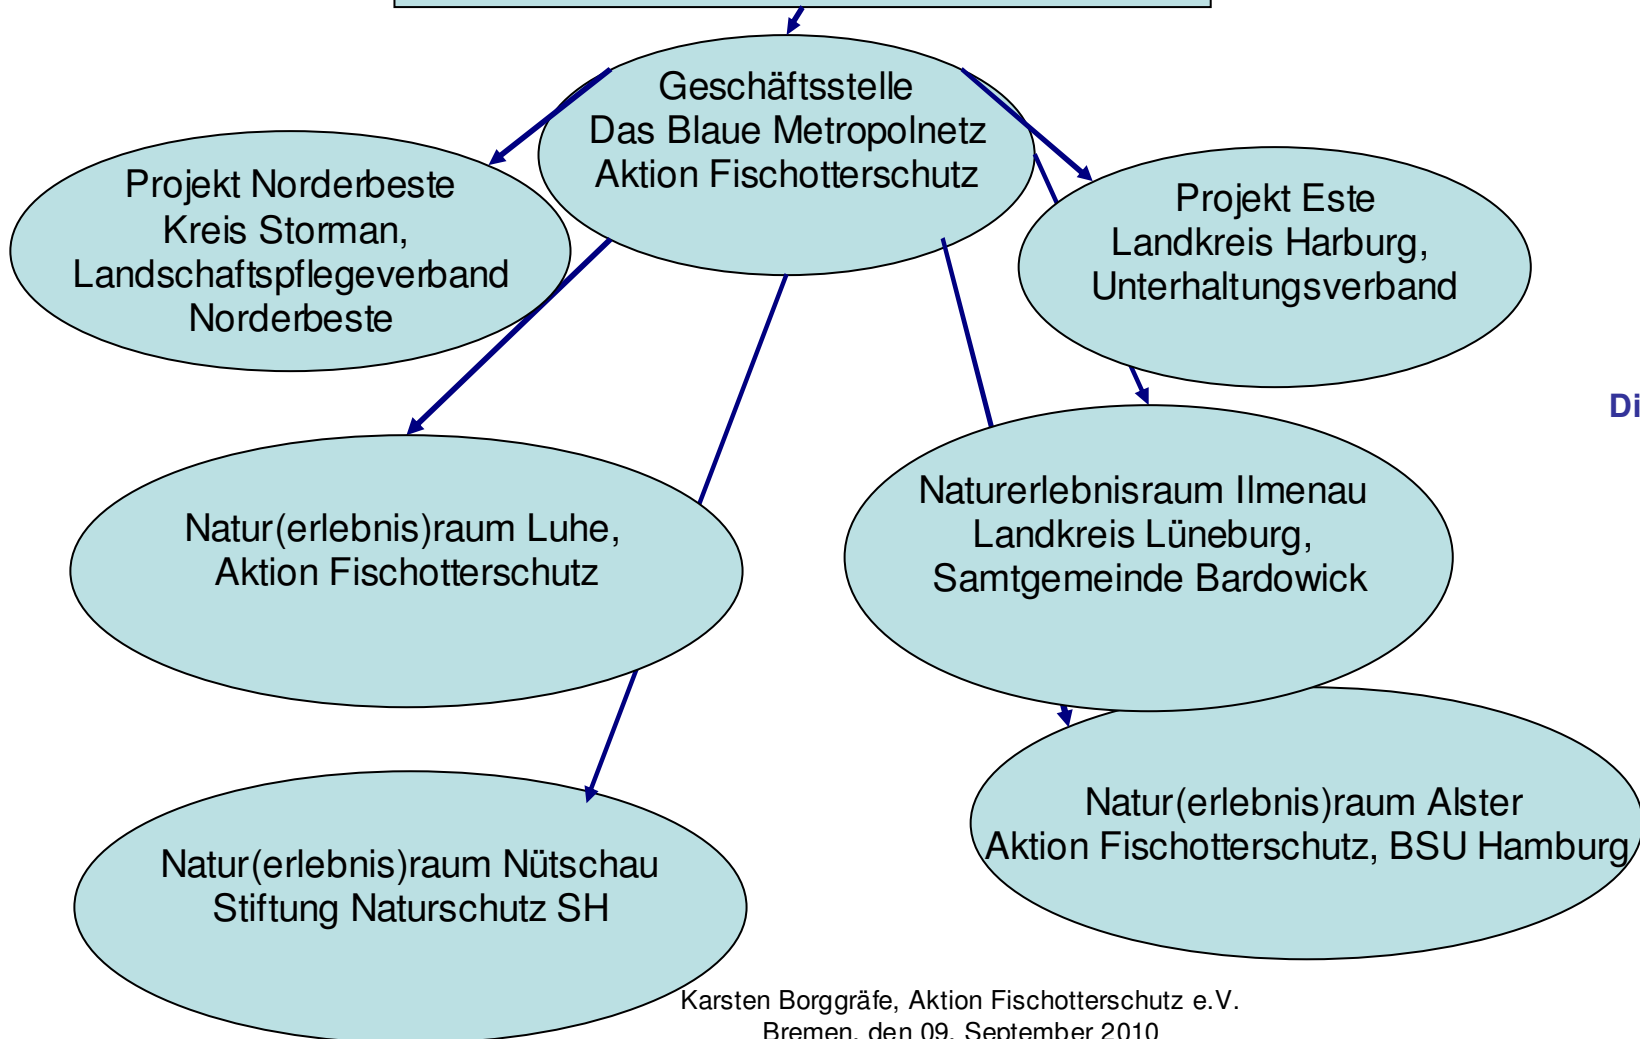 Geschäftsstelle
Das Blaue Metropolnetz
Aktion Fischotterschutz
Projekt Norderbeste
Kreis Storman,
Landschaftspflegeverband
Norderbeste
Projekt Este
Landkreis Harburg,
Unterhaltungsverband
Natur(erlebnis)raum Luhe,
Aktion Fischotterschutz
Naturerlebnisraum Ilmenau
Landkreis Lüneburg,
Samtgemeinde Bardowick
Natur(erlebnis)raum Nütschau
Stiftung Naturschutz SH
Natur(erlebnis)raum Alster
Aktion Fischotterschutz, BSU Hamburg
Karsten Borggräfe, Aktion Fischotterschutz e.V.
Bremen, den 09. September 2010